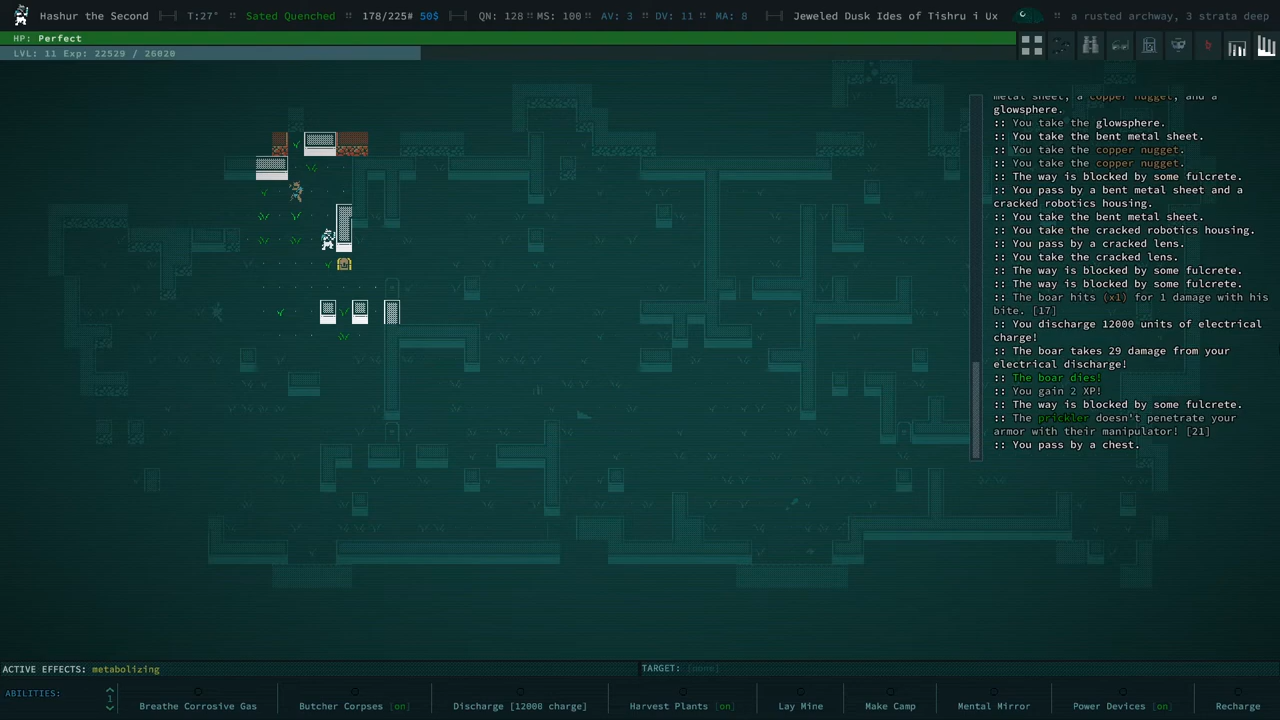 Hashur the Second T:27° :: Sated Quenched :: 178/225# 50$ QN: 128 :: MS: 100 :: AV: 3 :: DV: 11 :: MA: 8 Jeweled Dusk Ides of Tishru i Ux :: a rusted archway, 3 strata deep
HP: Perfect
LVL: 11 Exp: 22529 / 26020
metal sheet, a copper nugget, and a
glowsphere.
:: You take the glowsphere.
:: You take the bent metal sheet.
:: You take the copper nugget.
:: You take the copper nugget.
:: The way is blocked by some fulcrete.
:: You pass by a bent metal sheet and a
cracked robotics housing.
:: You take the bent metal sheet.
:: You take the cracked robotics housing.
:: You pass by a cracked lens.
:: You take the cracked lens.
:: The way is blocked by some fulcrete.
:: The way is blocked by some fulcrete.
:: The boar hits (x1) for 1 damage with his
bite. [17]
:: You discharge 12000 units of electrical
charge!
:: The boar takes 29 damage from your
electrical discharge!
:: The boar dies!
:: You gain 2 XP!
:: The way is blocked by some fulcrete.
:: The prickler doesn't penetrate your
armor with their manipulator! [21]
:: You pass by a chest.
ACTIVE EFFECTS: metabolizing TARGET: [none]
ABILITIES: 1 Breathe Corrosive Gas Butcher Corpses [on] Discharge [12000 charge] Harvest Plants [on] Lay Mine Make Camp Mental Mirror Power Devices [on] Recharge